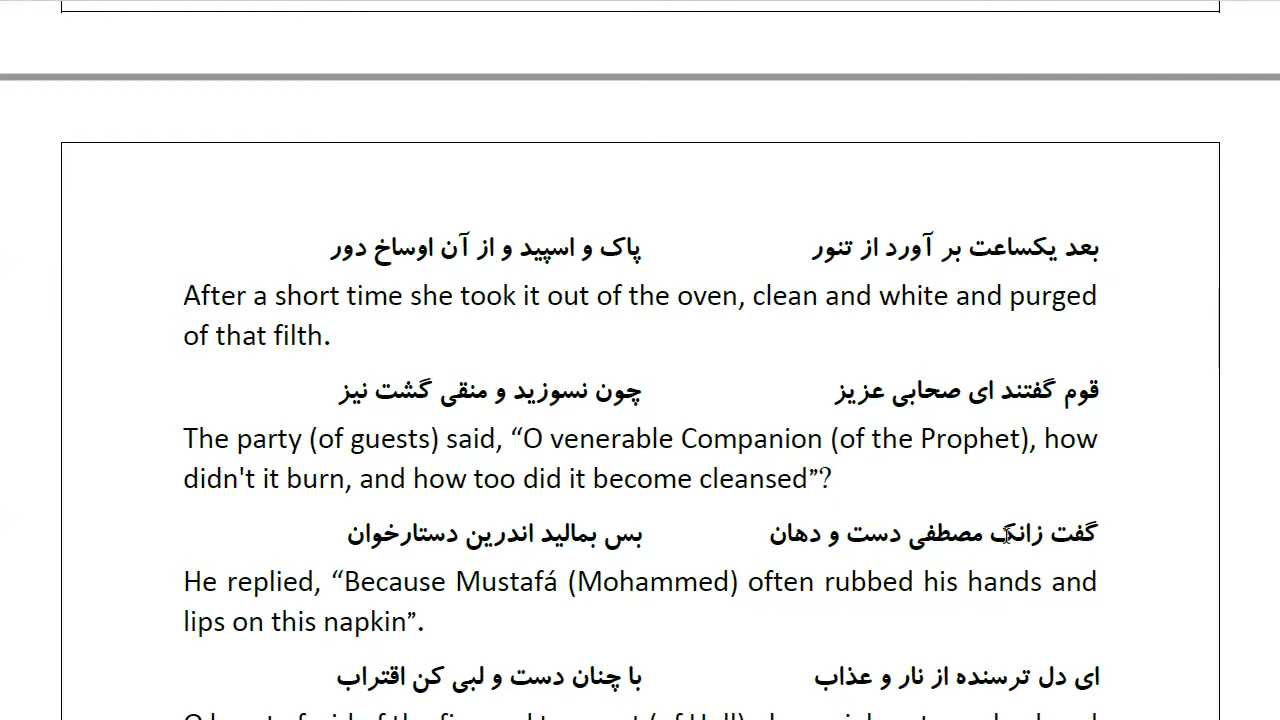 بعد یکساعت بر آورد از تنور پاک و اسپید و از آن اوساخ دور
After a short time she took it out of the oven, clean and white and purged
of that filth.
قوم گفتند ای صحابی عزیز چون نسوزید و منقی گشت نیز
The party (of guests) said, “O venerable Companion (of the Prophet), how
didn't it burn, and how too did it become cleansed”?
گفت زانک مصطفی دست و دهان بس بمالید اندرین دستارخوان
He replied, “Because Mustafá (Mohammed) often rubbed his hands and
lips on this napkin”.
ای دل ترسنده از نار و عذاب با چنان دست و لبی کن اقتراب